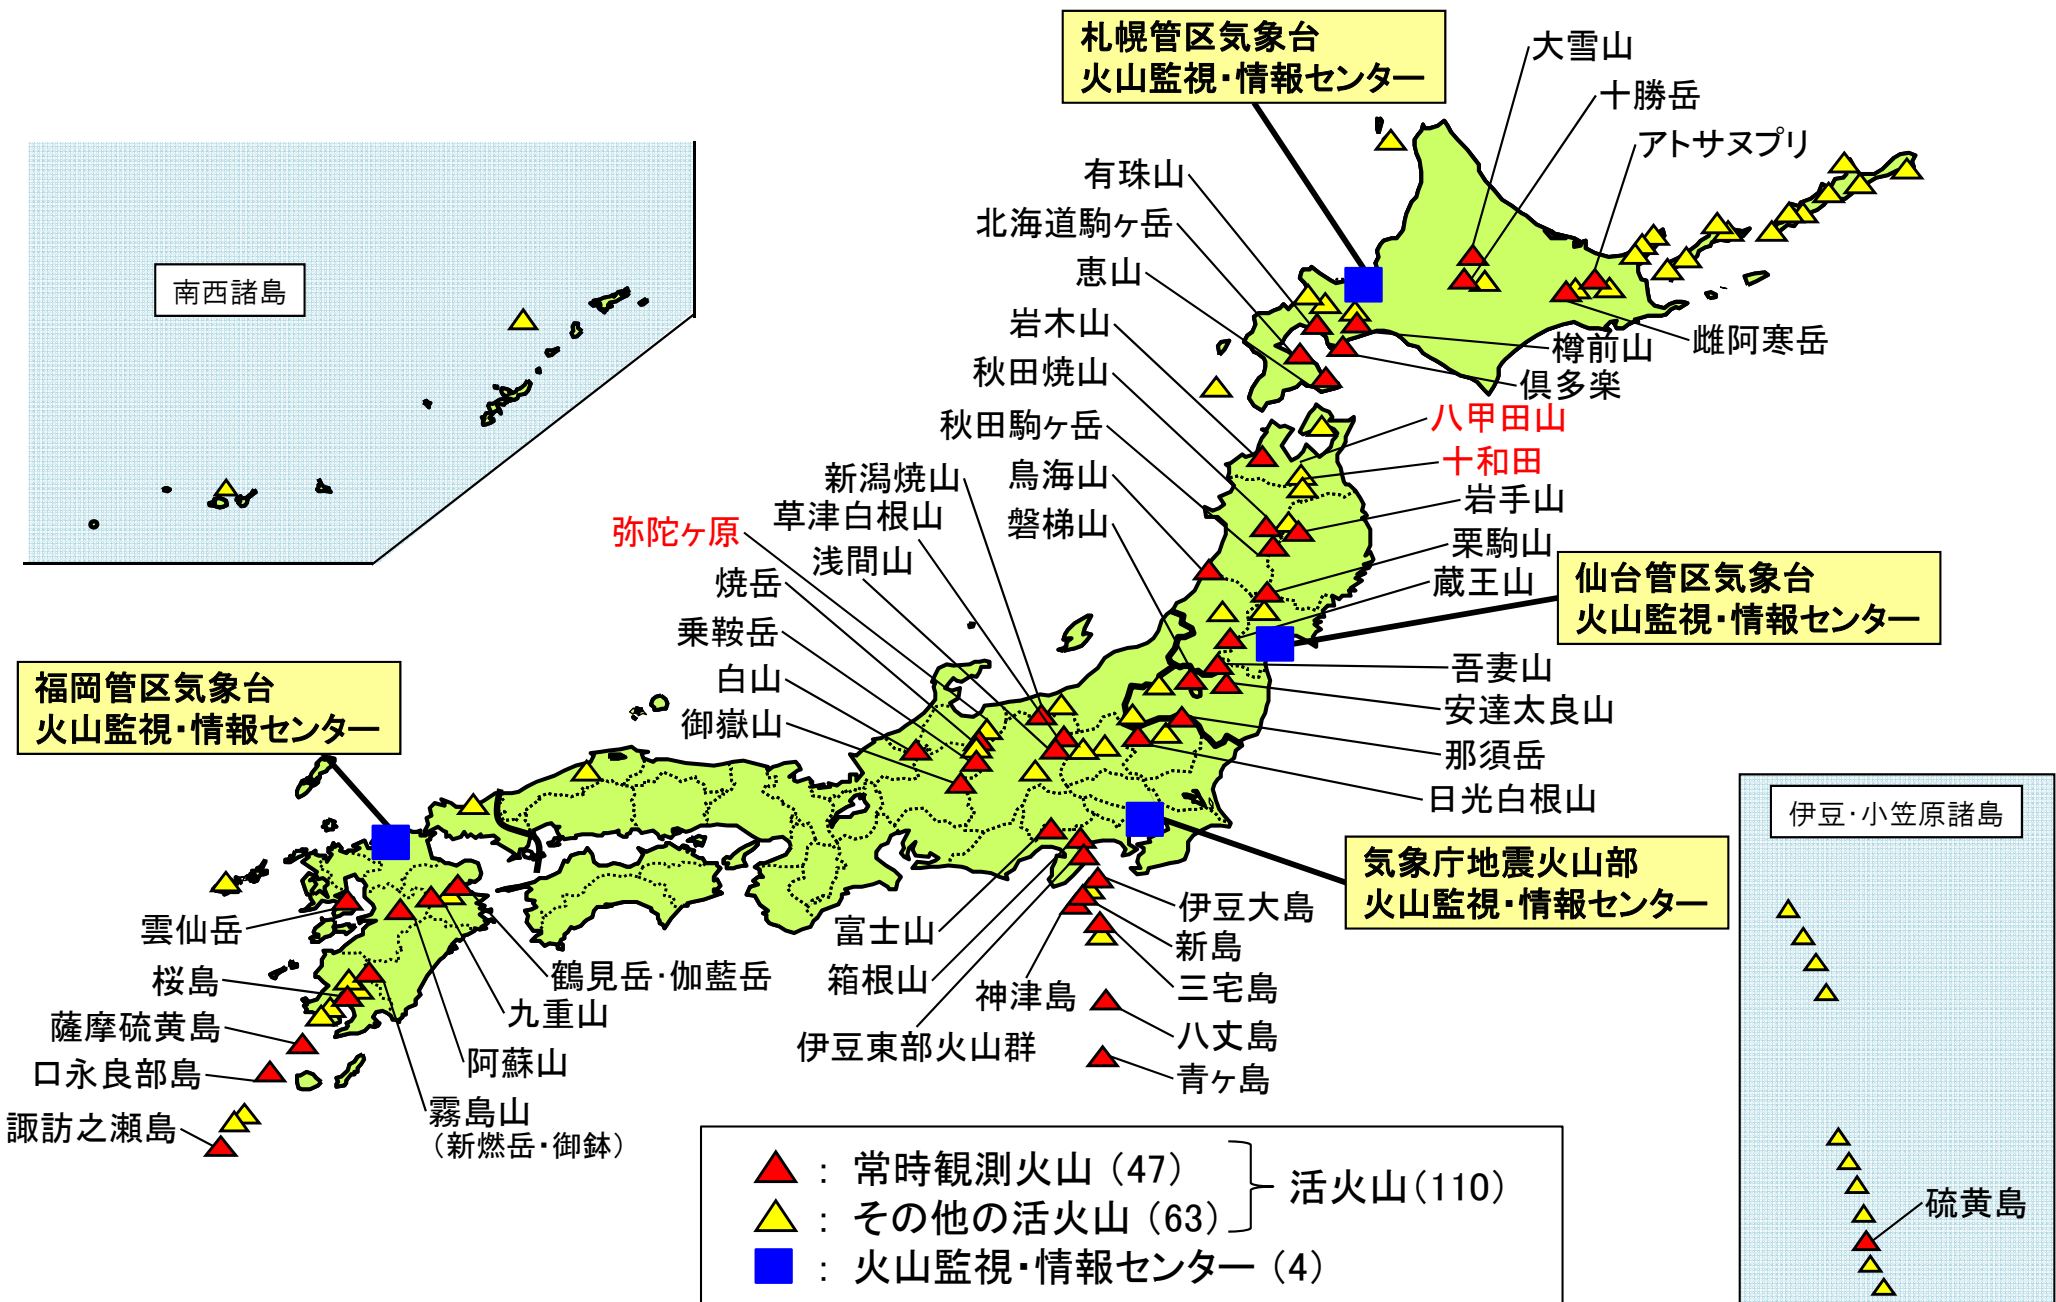 札幌管区気象台
火山監視・情報センター
大雪山
十勝岳
アトサヌプリ
有珠山
北海道駒ヶ岳
恵山
岩木山
秋田焼山
秋田駒ヶ岳
鳥海山
磐梯山
新潟焼山
草津白根山
浅間山
弥陀ヶ原
焼岳
乗鞍岳
白山
御嶽山
南西諸島
樽前山
雌阿寒岳
倶多楽
八甲田山
十和田
岩手山
栗駒山
蔵王山
仙台管区気象台
火山監視・情報センター
吾妻山
安達太良山
那須岳
日光白根山
福岡管区気象台
火山監視・情報センター
気象庁地震火山部
火山監視・情報センター
伊豆・小笠原諸島
雲仙岳
桜島
薩摩硫黄島
口永良部島
諏訪之瀬島
鶴見岳・伽藍岳
九重山
阿蘇山
霧島山
（新燃岳・御鉢）
富士山
箱根山
伊豆東部火山群
神津島
伊豆大島
新島
三宅島
八丈島
青ヶ島
硫黄島
： 常時観測火山（47）
： その他の活火山（63）
活火山（110）
： 火山監視・情報センター（4）